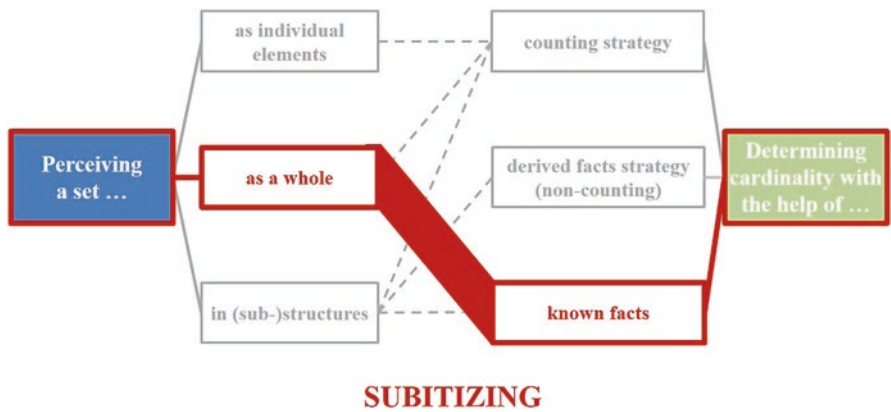 as individual
elements
counting strategy
Perceiving
a set …
as a whole
derived facts strategy
(non-counting)
Determining
cardinality with
the help of …
in (sub-)structures
known facts
SUBITIZING